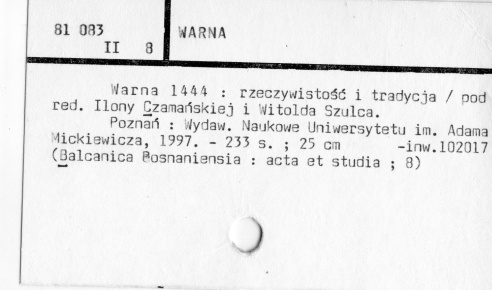 81 083
II 8
WARNA
Warna 1444 : rzeczywistość i tradycja / pod
red. Ilony Czamańskiej i Witolda Szulca.
Poznań : Wydaw. Naukowe Uniwersytetu im. Adama
Mickiewicza, 1997. - 233 s. ; 25 cm -inw.102017
(Balcanica Posnaniensia : acta et studia ; 8)